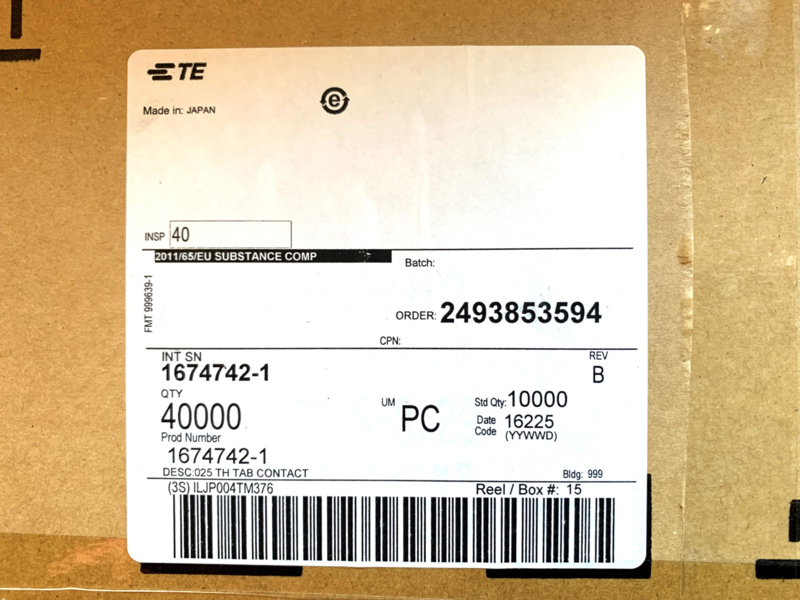 TE
Made in: JAPAN
e
INSP 40
2011/65/EU SUBSTANCE COMP
Batch:
FMT 999639-1
ORDER: 2493853594
CPN:
INT SN
1674742-1
REV
B
QTY
40000
UM PC
Std Qty: 10000
Date Code 16225
(YYWWD)
Prod Number
1674742-1
DESC:025 TH TAB CONTACT
Bldg: 999
(3S) ILJP004TM376
Reel / Box #: 15